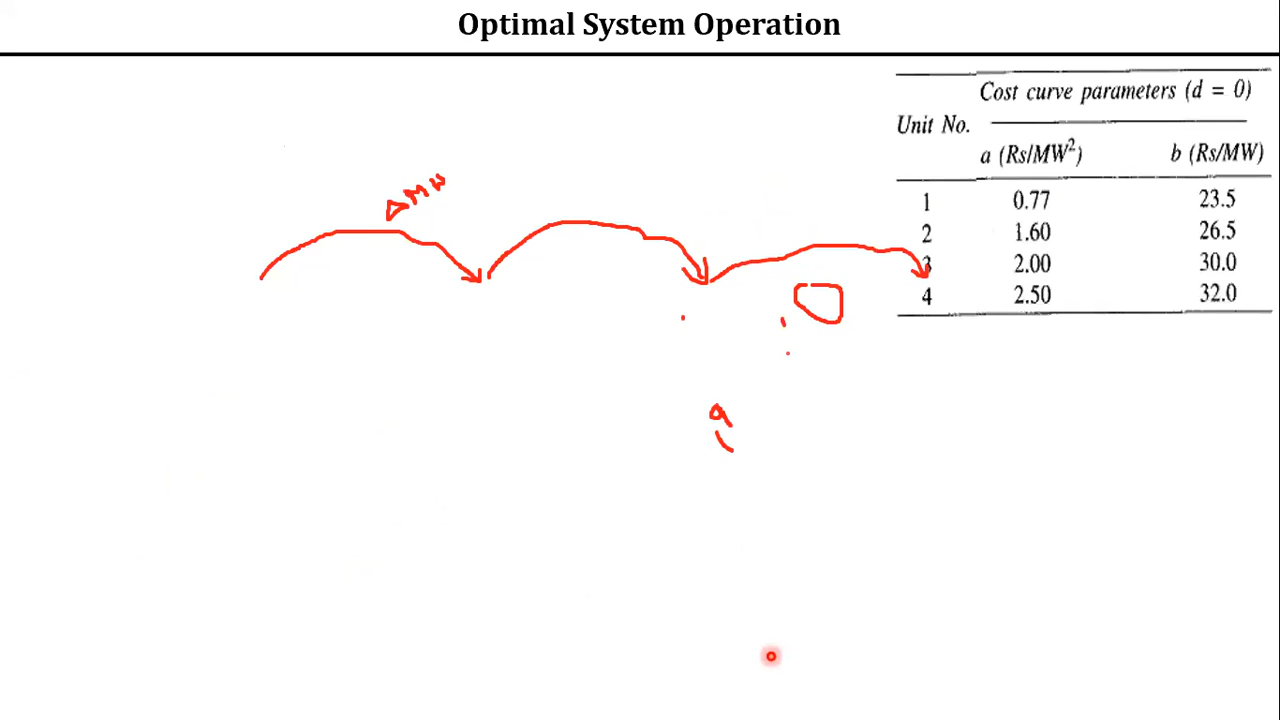 Optimal System Operation
Cost curve parameters (d = 0)
Unit No.
a (Rs/MW²) b (Rs/MW)
1 0.77 23.5
2 1.60 26.5
3 2.00 30.0
4 2.50 32.0
ΔMW